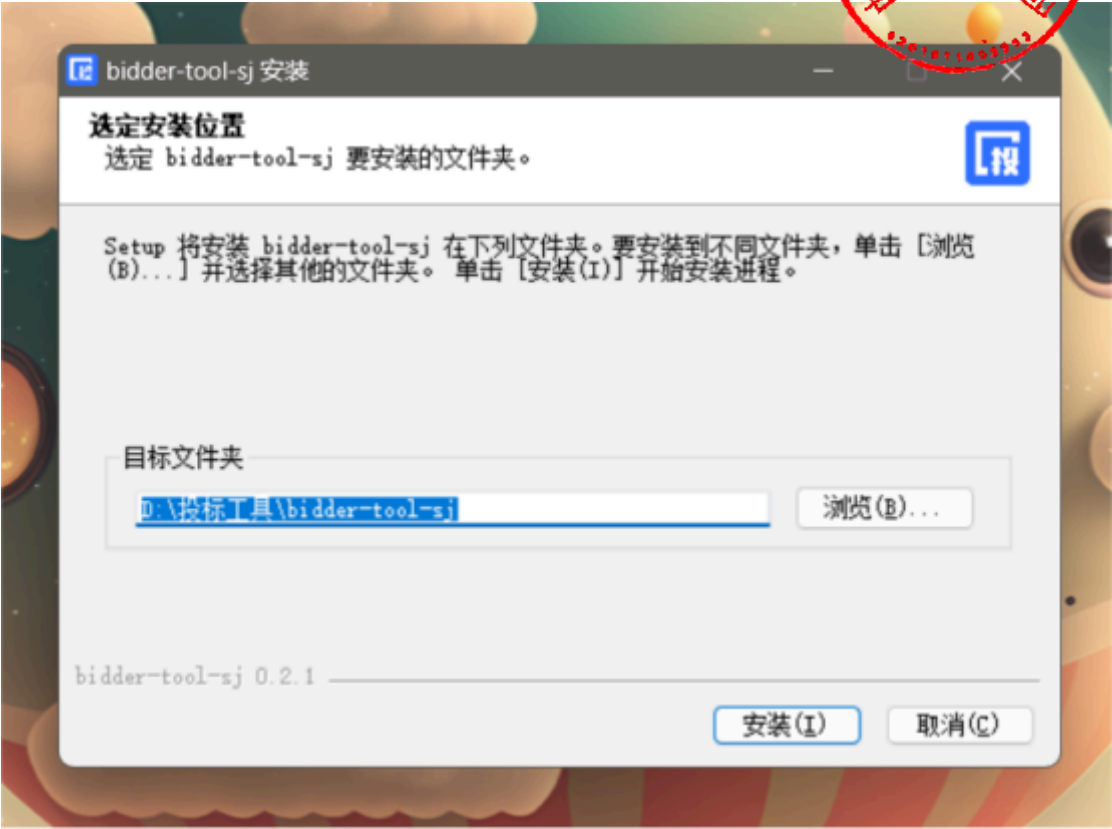 bidder-tool-sj 安装
选定安装位置
选定 bidder-tool-sj 要安装的文件夹。
投
Setup 将安装 bidder-tool-sj 在下列文件夹。要安装到不同文件夹，单击 [浏览
(B)...] 并选择其他的文件夹。 单击 [安装(I)] 开始安装进程。
目标文件夹
D:\投标工具\bidder-tool-sj
浏览(B)...
bidder-tool-sj 0.2.1
安装(I)
取消(C)